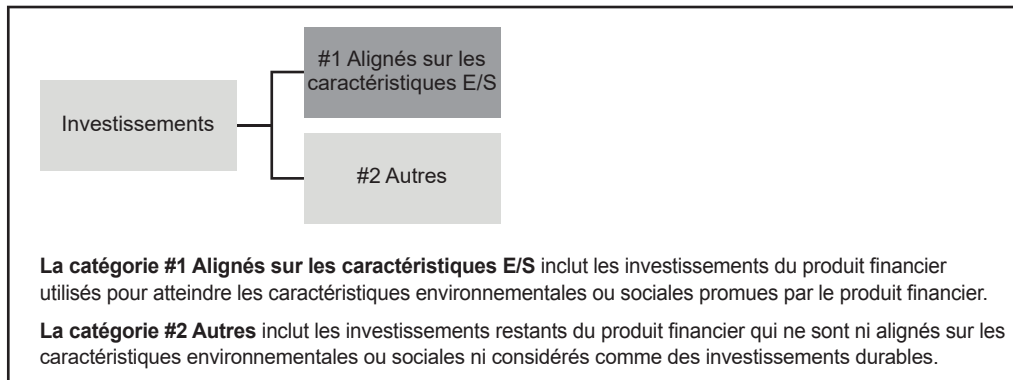 #1 Alignés sur les
caractéristiques E/S
Investissements
#2 Autres
La catégorie #1 Alignés sur les caractéristiques E/S inclut les investissements du produit financier
utilisés pour atteindre les caractéristiques environnementales ou sociales promues par le produit financier.
La catégorie #2 Autres inclut les investissements restants du produit financier qui ne sont ni alignés sur les
caractéristiques environnementales ou sociales ni considérés comme des investissements durables.